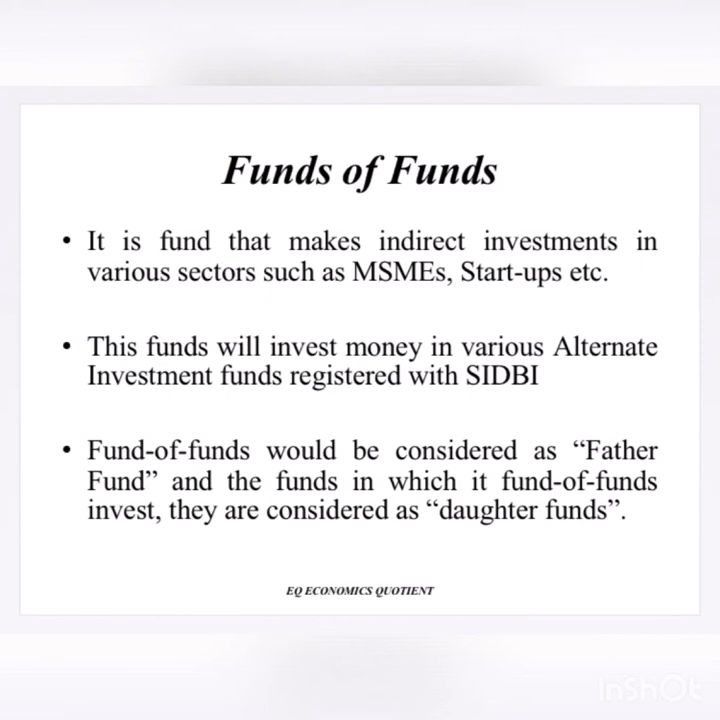 Funds of Funds
• It is fund that makes indirect investments in
various sectors such as MSMEs, Start-ups etc.
• This funds will invest money in various Alternate
Investment funds registered with SIDBI
• Fund-of-funds would be considered as “Father
Fund” and the funds in which it fund-of-funds
invest, they are considered as “daughter funds”.
EQ ECONOMICS QUOTIENT
InShOt